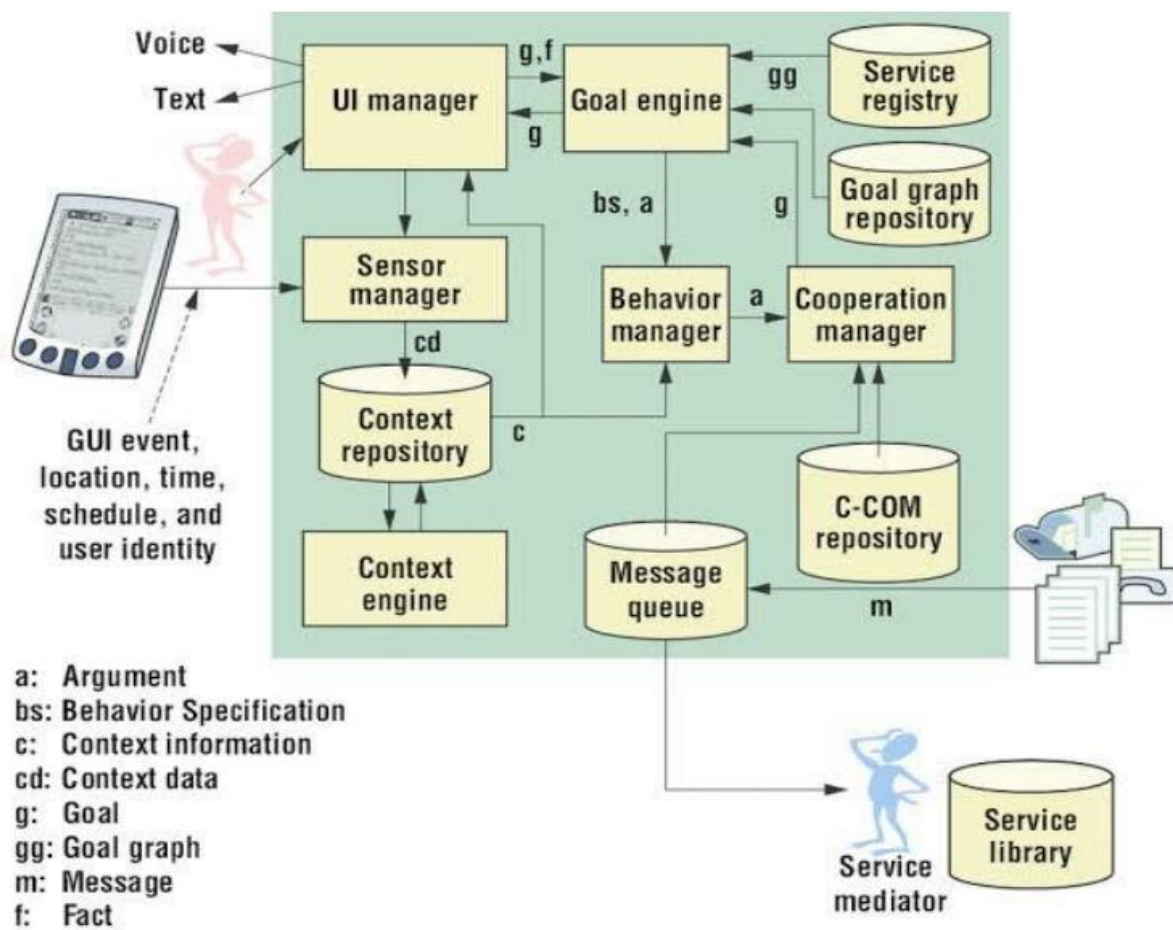 Voice
Text
UI manager
g,f
g
Goal engine
gg
Service
registry
Goal graph
repository
bs, a
g
Sensor
manager
Behavior
manager
a
Cooperation
manager
cd
Context
repository
c
GUI event,
location, time,
schedule, and
user identity
C-COM
repository
Context
engine
Message
queue
m
a: Argument
bs: Behavior Specification
c: Context information
cd: Context data
g: Goal
gg: Goal graph
m: Message
f: Fact
Service
mediator
Service
library